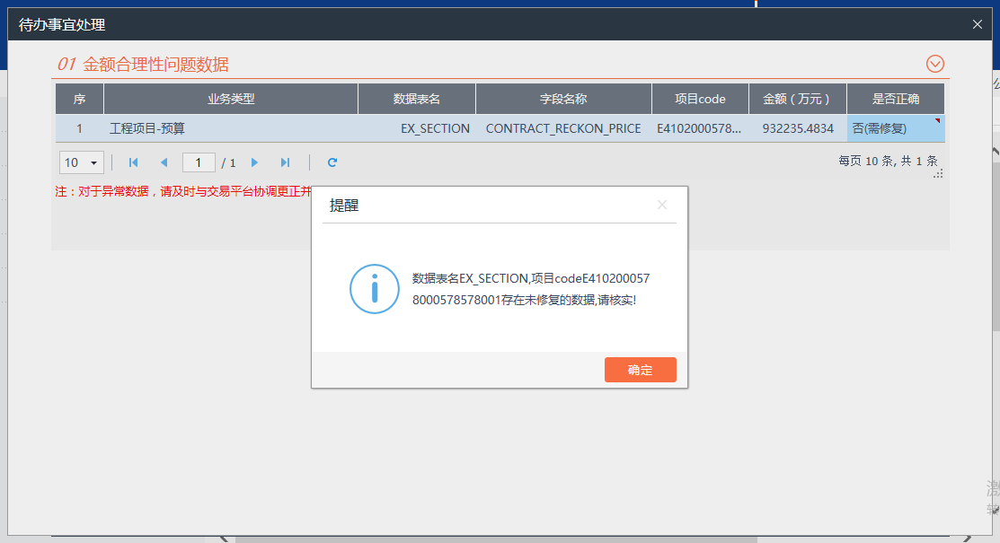 待办事宜处理
01 金额合理性问题数据
序 业务类型 数据表名 字段名称 项目code 金额（万元） 是否正确
1 工程项目-预算 EX_SECTION CONTRACT_RECKON_PRICE E4102000578... 932235.4834 否(需修复)
10 1 / 1 每页 10 条, 共 1 条
注：对于异常数据，请及时与交易平台协调更正并
提醒
数据表名EX_SECTION,项目codeE410200057
8000578578001存在未修复的数据,请核实!
确定